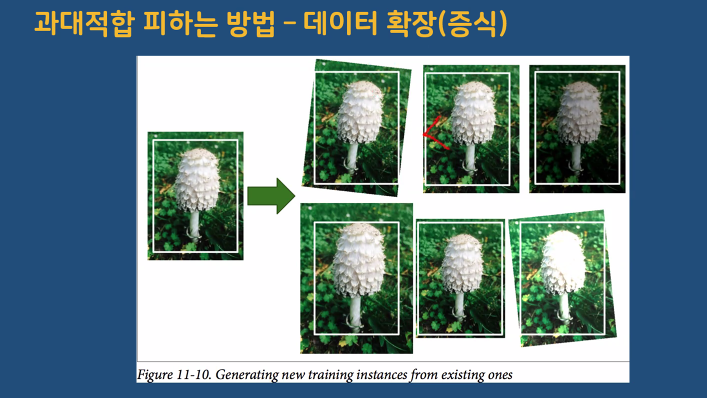 과대적합 피하는 방법 – 데이터 확장(증식)
Figure 11-10. Generating new training instances from existing ones